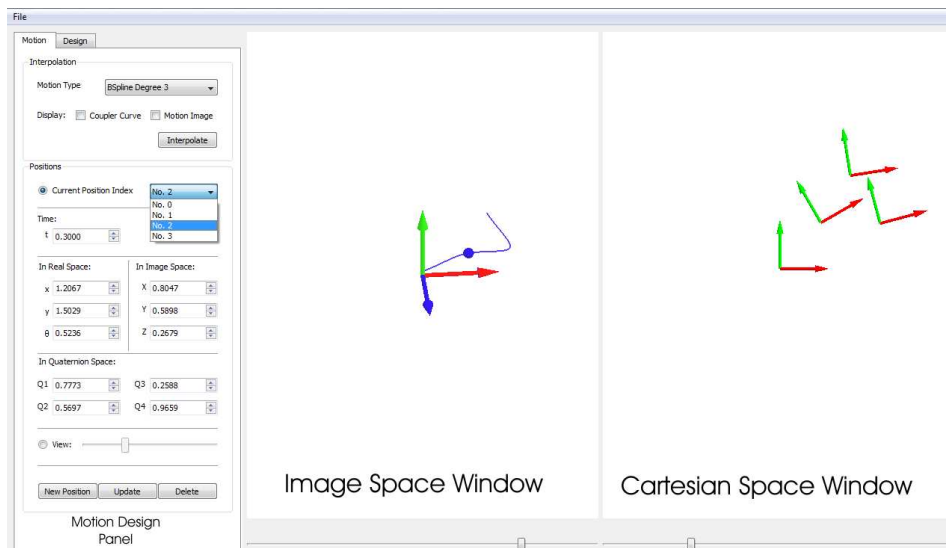 File
Motion Design
Interpolation
Motion Type BSpline Degree 3
Display: Coupler Curve Motion Image
Interpolate
Positions
Current Position Index No. 2
No. 0
No. 1
No. 2
No. 3
Time:
t 0.3000
In Real Space: In Image Space:
x 1.2067 X 0.8047
y 1.5029 Y 0.5898
θ 0.5236 Z 0.2679
In Quaternion Space:
Q1 0.7773 Q3 0.2588
Q2 0.5697 Q4 0.9659
View:
New Position Update Delete
Motion Design
Panel
Image Space Window
Cartesian Space Window